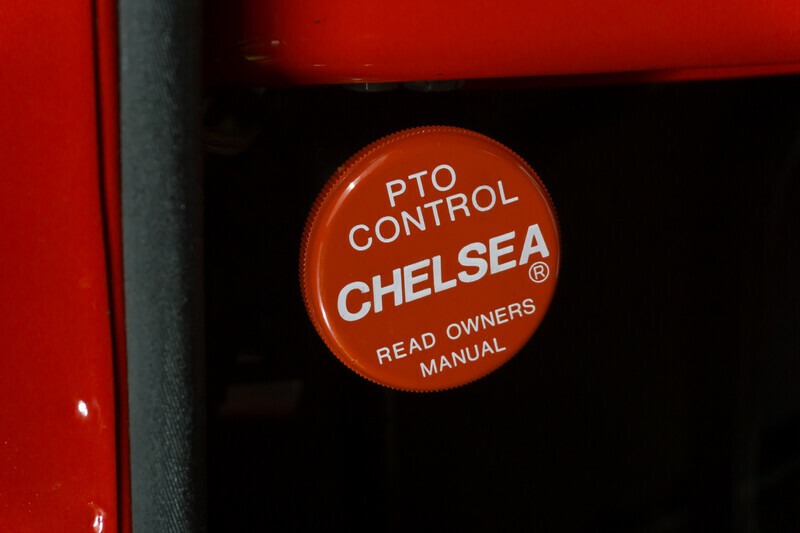 PTO
CONTROL
CHELSEA®
READ OWNERS
MANUAL